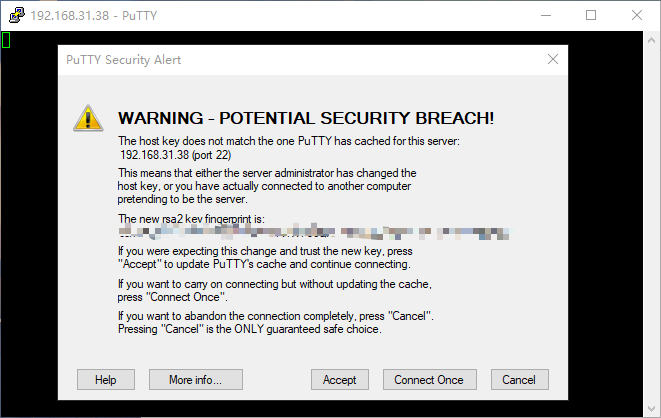 192.168.31.38 - PuTTY
PuTTY Security Alert
WARNING - POTENTIAL SECURITY BREACH!
The host key does not match the one PuTTY has cached for this server:
192.168.31.38 (port 22)
This means that either the server administrator has changed the
host key, or you have actually connected to another computer
pretending to be the server.
The new rsa2 key fingerprint is:
If you were expecting this change and trust the new key, press
"Accept" to update PuTTY's cache and continue connecting.
If you want to carry on connecting but without updating the cache,
press "Connect Once".
If you want to abandon the connection completely, press "Cancel".
Pressing "Cancel" is the ONLY guaranteed safe choice.
Help More info... Accept Connect Once Cancel